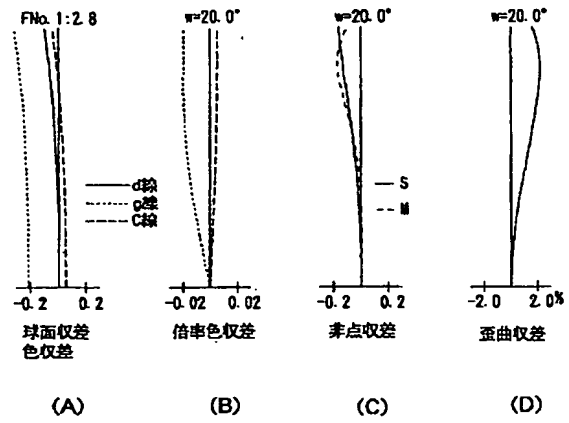 FNo. 1:2.8
w=20.0°
w=20.0°
w=20.0°
d線
g線
C線
S
M
-0.2 0.2
-0.02 0.02
-0.2 0.2
-2.0 2.0%
球面収差
色収差
倍率色収差
非点収差
歪曲収差
(A)
(B)
(C)
(D)